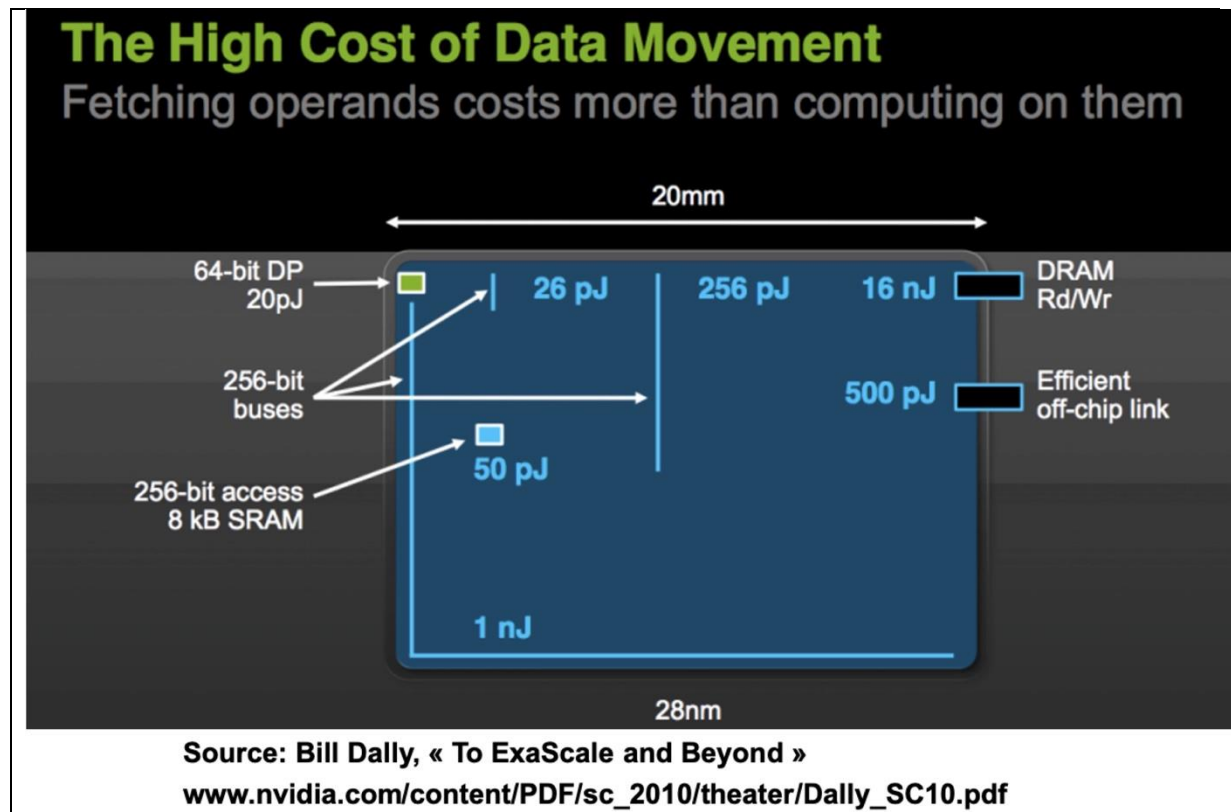 The High Cost of Data Movement
Fetching operands costs more than computing on them
20mm
64-bit DP
20pJ
26 pJ
256 pJ
16 nJ
DRAM
Rd/Wr
256-bit
buses
500 pJ
Efficient
off-chip link
50 pJ
256-bit access
8 kB SRAM
1 nJ
28nm
Source: Bill Dally, « To ExaScale and Beyond »
www.nvidia.com/content/PDF/sc_2010/theater/Dally_SC10.pdf